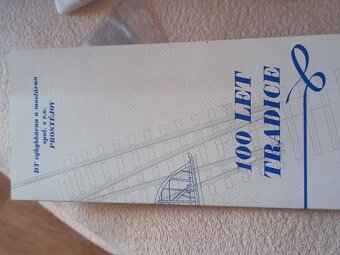 DT výhybkárna a mostárna
spol. s r.o.
PROSTĚJOV
100 LET
TRADICE